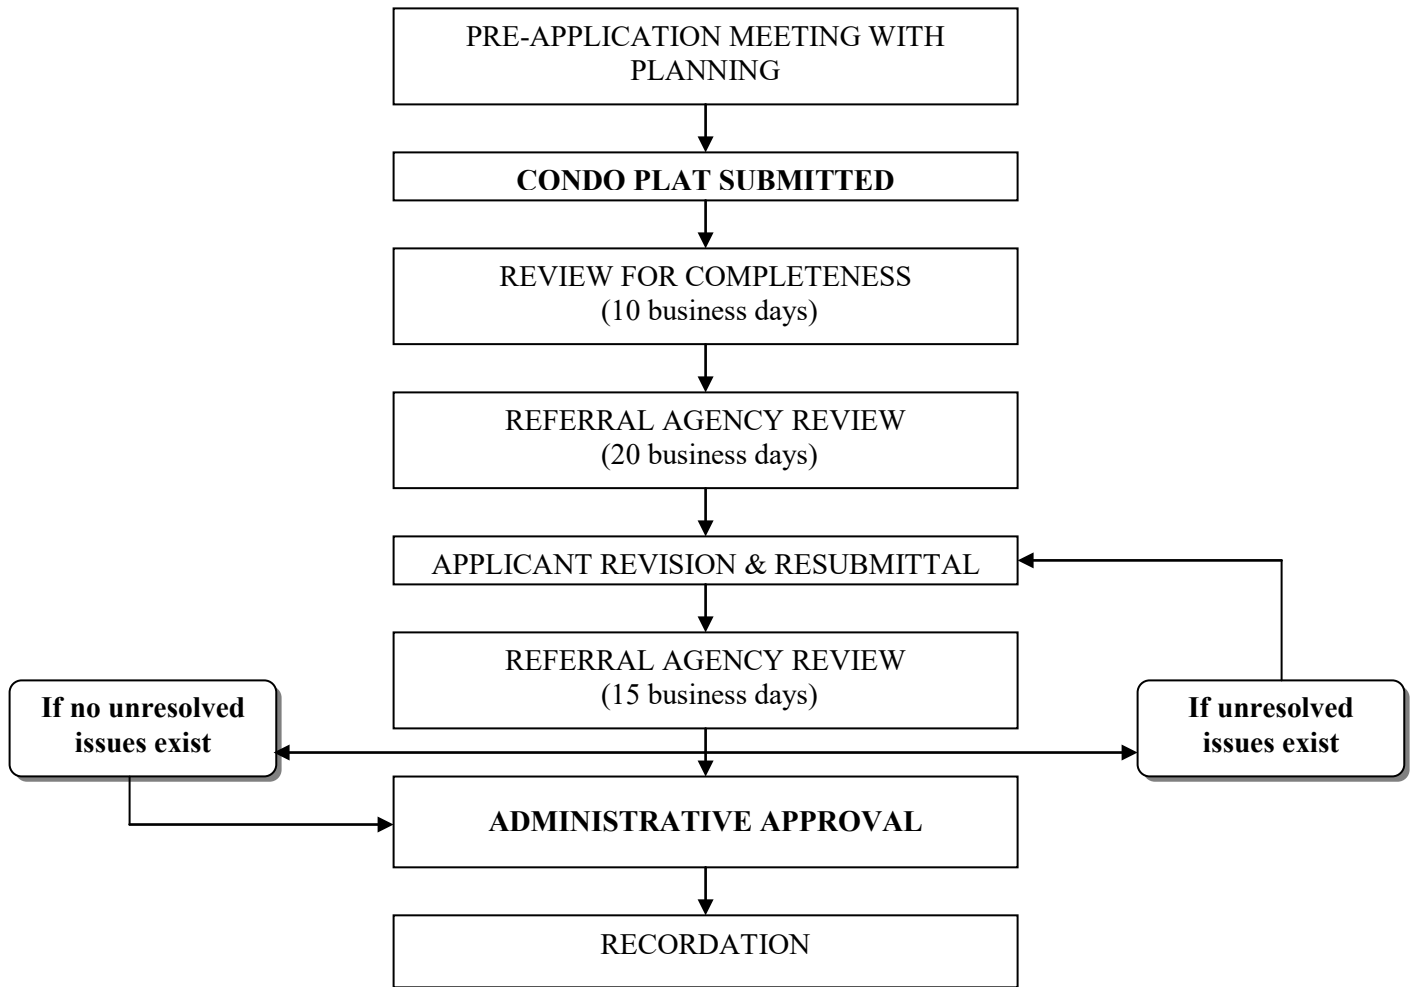 PRE-APPLICATION MEETING WITH
PLANNING
CONDO PLAT SUBMITTED
REVIEW FOR COMPLETENESS
(10 business days)
REFERRAL AGENCY REVIEW
(20 business days)
APPLICANT REVISION & RESUBMITTAL
REFERRAL AGENCY REVIEW
(15 business days)
If no unresolved
issues exist
If unresolved
issues exist
ADMINISTRATIVE APPROVAL
RECORDATION